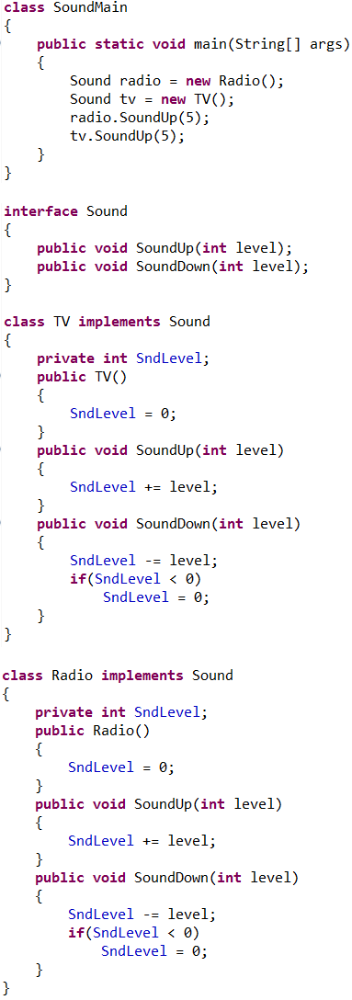 class SoundMain
{
    public static void main(String[] args)
    {
        Sound radio = new Radio();
        Sound tv = new TV();
        radio.SoundUp(5);
        tv.SoundUp(5);
    }
}

interface Sound
{
    public void SoundUp(int level);
    public void SoundDown(int level);
}

class TV implements Sound
{
    private int SndLevel;
    public TV()
    {
        SndLevel = 0;
    }
    public void SoundUp(int level)
    {
        SndLevel += level;
    }
    public void SoundDown(int level)
    {
        SndLevel -= level;
        if(SndLevel < 0)
            SndLevel = 0;
    }
}

class Radio implements Sound
{
    private int SndLevel;
    public Radio()
    {
        SndLevel = 0;
    }
    public void SoundUp(int level)
    {
        SndLevel += level;
    }
    public void SoundDown(int level)
    {
        SndLevel -= level;
        if(SndLevel < 0)
            SndLevel = 0;
    }
}